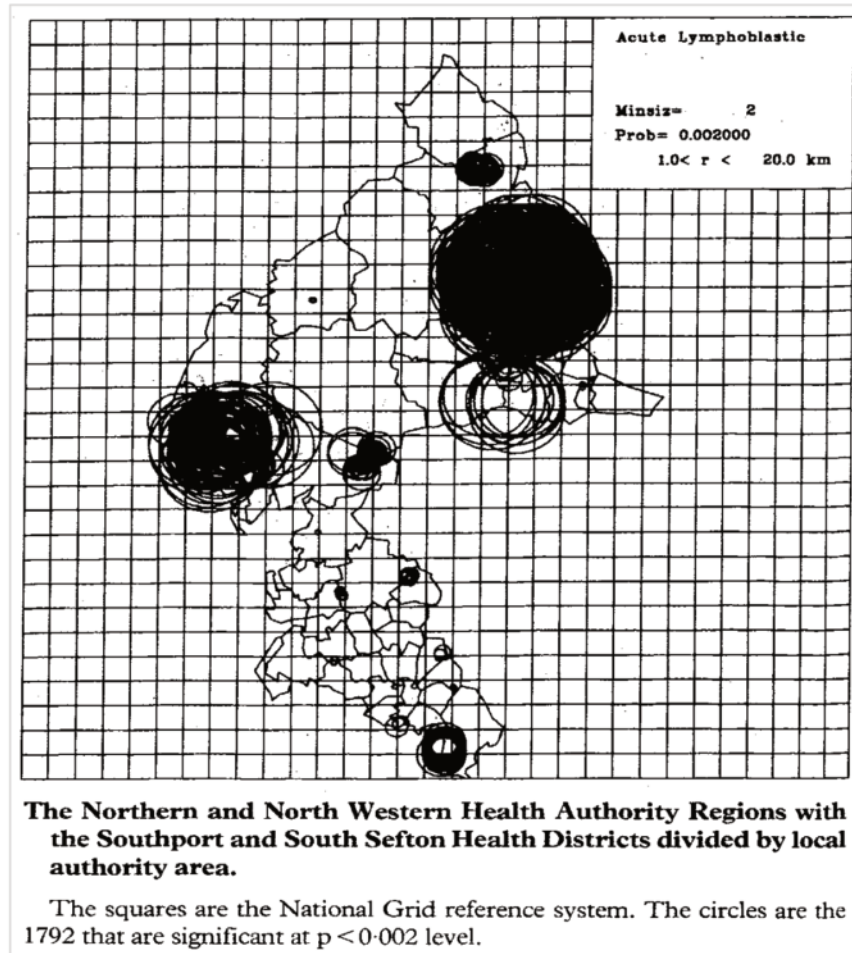 Acute Lymphoblastic
Minsiz= 2
Prob= 0.002000
1.0< r < 20.0 km
The Northern and North Western Health Authority Regions with
the Southport and South Sefton Health Districts divided by local
authority area.
The squares are the National Grid reference system. The circles are the
1792 that are significant at p<0·002 level.